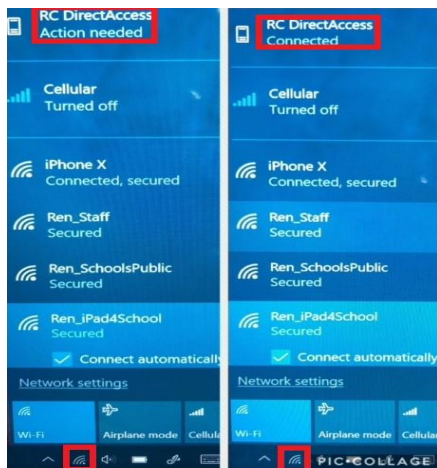 RC DirectAccess
Action needed
Cellular
Turned off
iPhone X
Connected, secured
Ren_Staff
Secured
Ren_SchoolsPublic
Secured
Ren_iPad4School
Secured
Connect automatically
Network settings
Wi-Fi
Airplane mode
Cellula
RC DirectAccess
Connected
Cellular
Turned off
iPhone X
Connected, secured
Ren_Staff
Secured
Ren_SchoolsPublic
Secured
Ren_iPad4School
Secured
Connect automatically
Network settings
Wi-Fi
Airplane mode
Cellula
PIC•COLLAGE